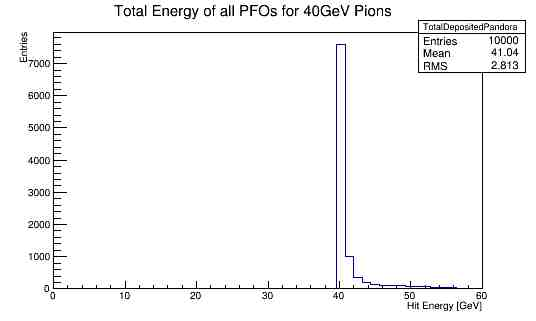 Total Energy of all PFOs for 40GeV Pions
TotalDepositedPandora
Entries 10000
Mean 41.04
RMS 2.813
Entries
7000
6000
5000
4000
3000
2000
1000
0
0 10 20 30 40 50 60
Hit Energy [GeV]